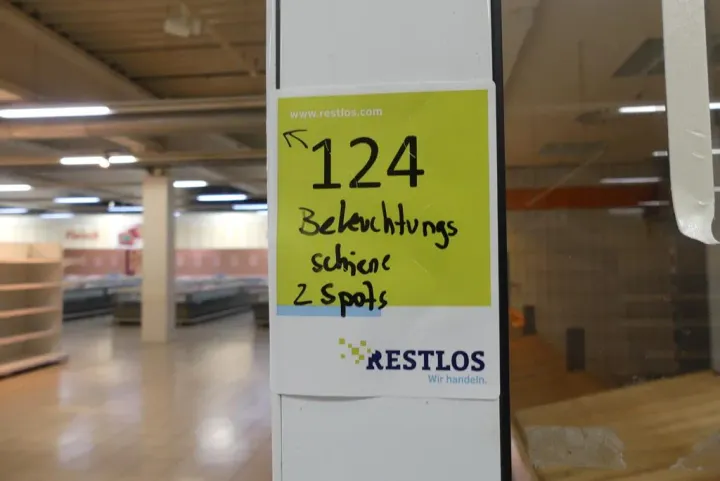 www.restlos.com
124
Beleuchtungs
schiene
2 Spots
RESTLOS
Wir handeln.